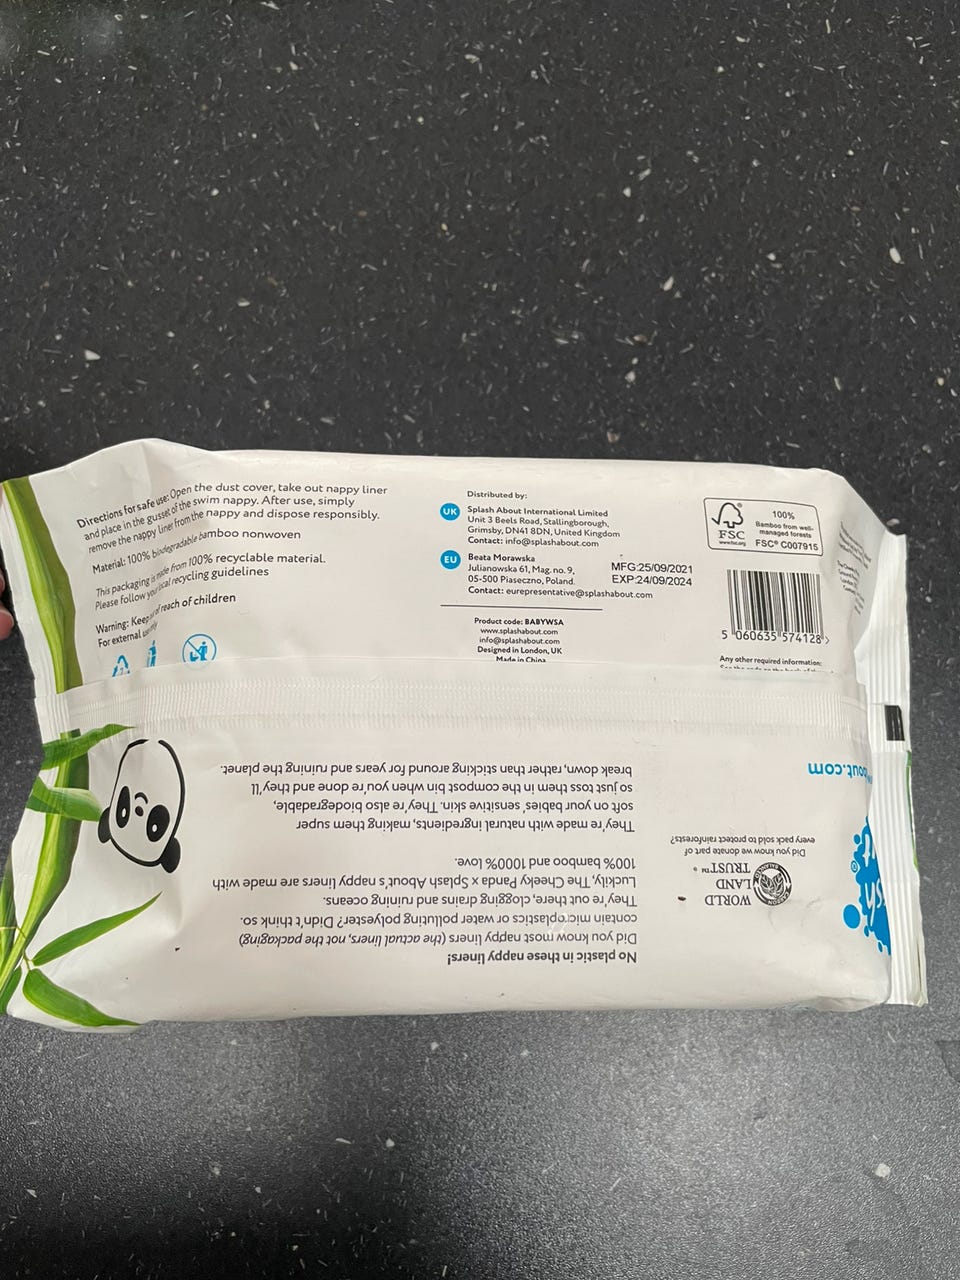 Directions for safe use: Open the dust cover, take out nappy liner
and place in the gusset of the swim nappy. After use, simply
remove the nappy liner from the nappy and dispose responsibly.
Material: 100% biodegradable bamboo nonwoven
This packaging is made from 100% recyclable material.
Please follow your local recycling guidelines
Warning: Keep out of reach of children
For external use only
Distributed by:
UK
Splash About International Limited
Unit 3 Beels Road, Stallingborough,
Grimsby, DN41 8DN, United Kingdom
Contact: info@splashabout.com
EU
Beata Morawska
Julianowska 61, Mag. no. 9,
05-500 Piaseczno, Poland.
Contact: eurepresentative@splashabout.com
MFG:25/09/2021
EXP:24/09/2024
Product code: BABYWSA
www.splashabout.com
info@splashabout.com
Designed in London, UK
Made in China
FSC
www.fsc.org
100%
Bamboo from well-
managed forests
FSC® C007915
5 060635 574128 >
Any other required information:
No plastic in these nappy liners!
Did you know most nappy liners (the actual liners, not the packaging)
contain microplastics or water polluting polyester? Didn't think so.
They're out there, clogging drains and ruining oceans.
Luckily, The Cheeky Panda x Splash About's nappy liners are made with
100% bamboo and 1000% love.
They're made with natural ingredients, making them super
soft on your babies' sensitive skin. They're also biodegradable,
so just toss them in the compost bin when you're done and they'll
break down, rather than sticking around for years and ruining the planet.
WORLD
LAND
TRUST™
Did you know we donate part of
every pack sold to protect rainforests?
out.com